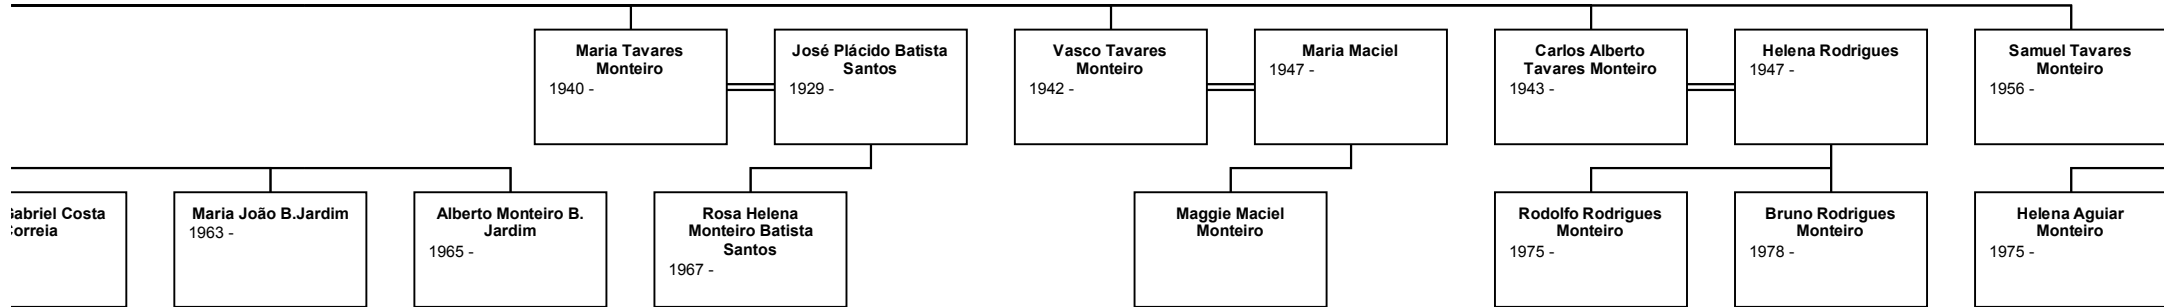 Maria Tavares
Monteiro
1940 -
José Plácido Batista
Santos
1929 -
Vasco Tavares
Monteiro
1942 -
Maria Maciel
1947 -
Carlos Alberto
Tavares Monteiro
1943 -
Helena Rodrigues
1947 -
Samuel Tavares
Monteiro
1956 -
Costa
Maria João B.Jardim
1963 -
Alberto Monteiro B.
Jardim
1965 -
Rosa Helena
Monteiro Batista
Santos
1967 -
Maggie Maciel
Monteiro
Rodolfo Rodrigues
Monteiro
1975 -
Bruno Rodrigues
Monteiro
1978 -
Helena Aguiar
Monteiro
1975 -